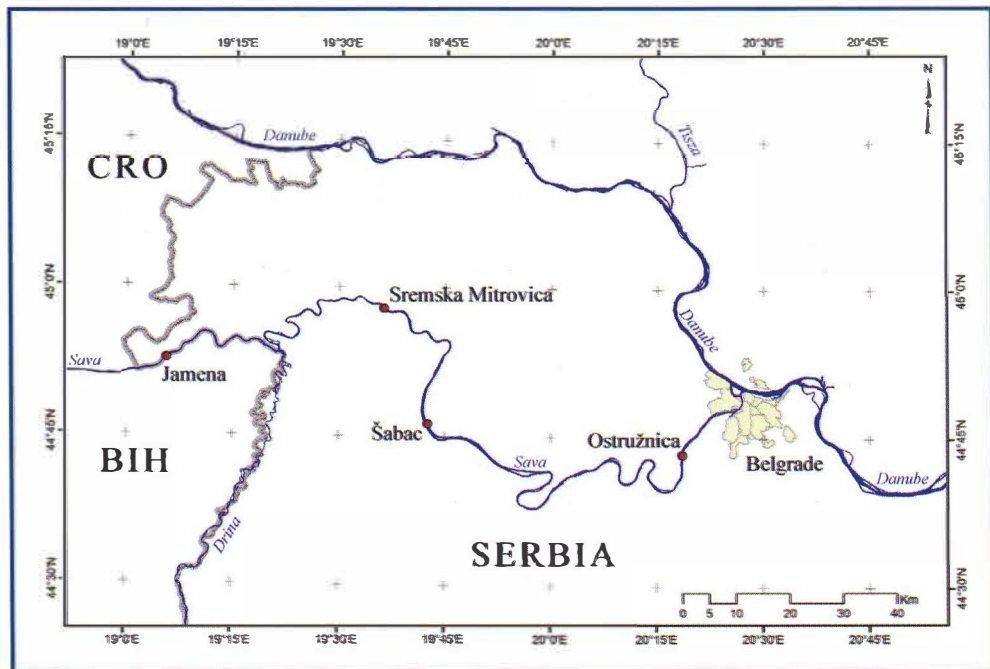 19°0'E 19°15'E 19°30'E 19°45'E 20°0'E 20°15'E 20°30'E 20°45'E
N
45°15'N
45°15'N
Danube
Tisza
CRO
45°0'N
45°0'N
Sremska Mitrovica
Danube
Sava
Jamena
Šabac
44°45'N
44°45'N
Ostružnica
BIH
Belgrade
Sava
Danube
Drina
SERBIA
44°30'N
44°30'N
Km
0 5 10 20 30 40
19°0'E 19°15'E 19°30'E 19°45'E 20°0'E 20°15'E 20°30'E 20°45'E